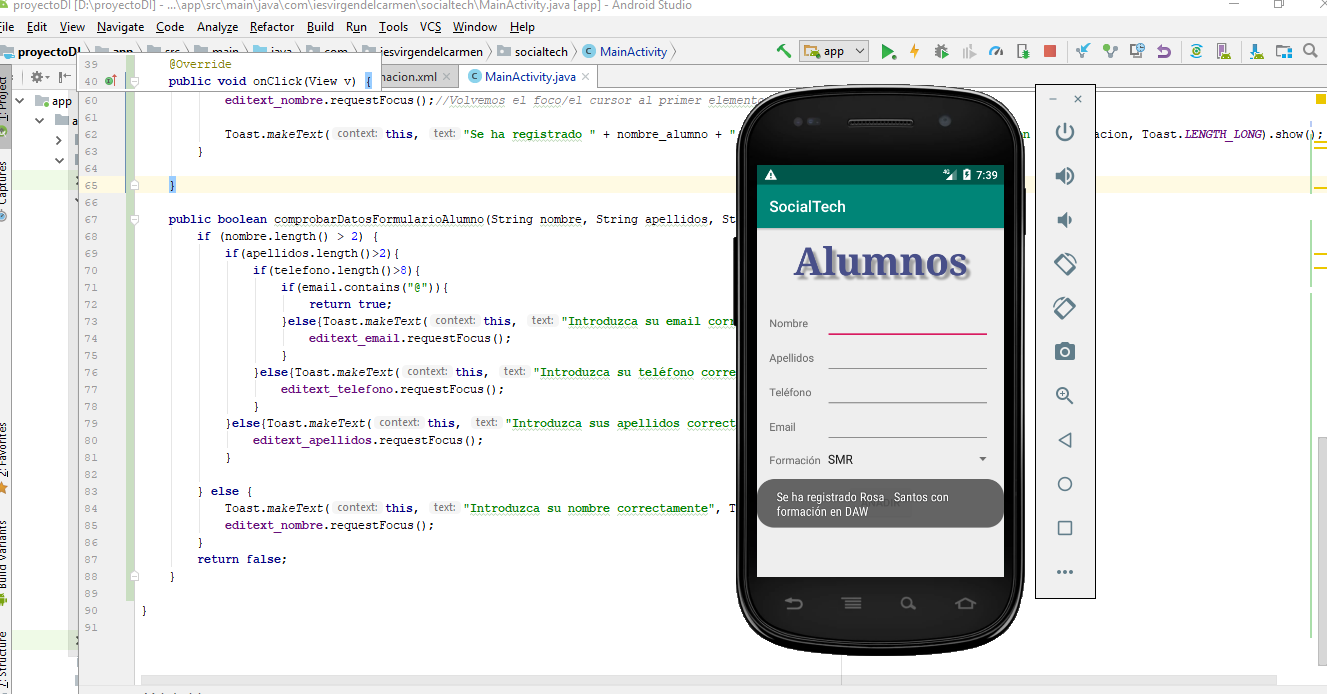 proyectoDI [D:\proyectoDI] - ...\app\src\main\java\com\iesvirgendelcarmen\socialtech\MainActivity.java [app] - Android Studio
File Edit View Navigate Code Analyze Refactor Build Run Tools VCS Window Help
proyectoDI app src main java com iesvirgendelcarmen socialtech MainActivity app
nacion.xml MainActivity.java
39 @Override
40 public void onClick(View v) {
60 editext_nombre.requestFocus();//Volvemos el foco/el cursor al primer elemento
61
62 Toast.makeText( context: this, text: "Se ha registrado " + nombre_alumno + " acion, Toast.LENGTH_LONG).show();
63 }
64
65 }
66
67 public boolean comprobarDatosFormularioAlumno(String nombre, String apellidos, St
68 if (nombre.length() > 2) {
69 if(apellidos.length()>2){
70 if(telefono.length()>8){
71 if(email.contains("@")){
72 return true;
73 }else{Toast.makeText( context: this, text: "Introduzca su email corr
74 editext_email.requestFocus();
75 }
76 }else{Toast.makeText( context: this, text: "Introduzca su teléfono corre
77 editext_telefono.requestFocus();
78 }
79 }else{Toast.makeText( context: this, text: "Introduzca sus apellidos correct
80 editext_apellidos.requestFocus();
81 }
82
83 } else {
84 Toast.makeText( context: this, text: "Introduzca su nombre correctamente", T
85 editext_nombre.requestFocus();
86 }
87 return false;
88 }
89
90 }
91
1: Project
Captures
2: Favorites
Build Variants
7: Structure
app
7:39
SocialTech
Alumnos
Nombre
Apellidos
Teléfono
Email
Formación SMR
Se ha registrado Rosa Santos con
formación en DAW